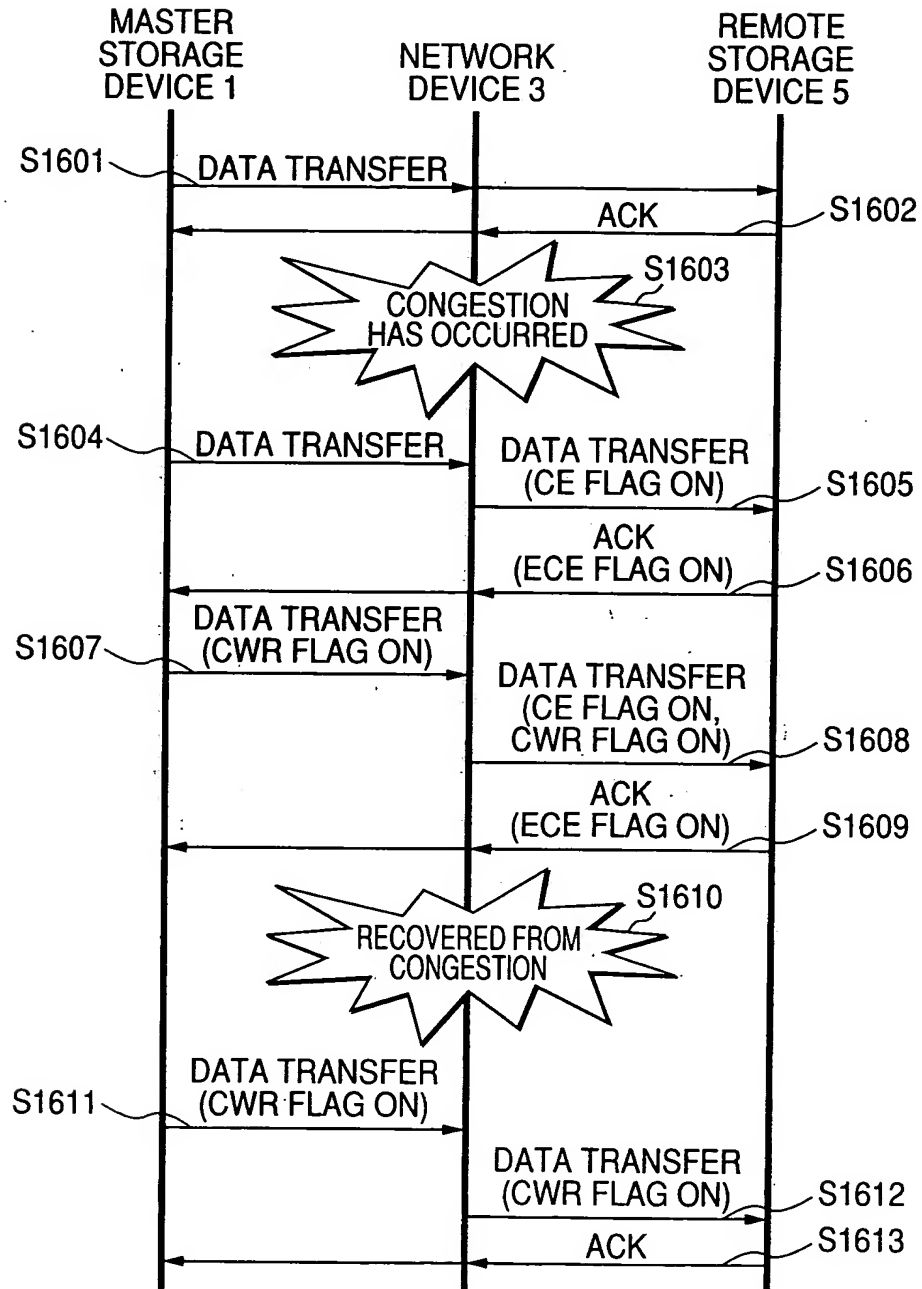 MASTER
STORAGE
DEVICE 1
NETWORK
DEVICE 3
REMOTE
STORAGE
DEVICE 5
S1601
DATA TRANSFER
ACK
S1602
S1603
CONGESTION
HAS OCCURRED
S1604
DATA TRANSFER
DATA TRANSFER
(CE FLAG ON)
S1605
ACK
(ECE FLAG ON)
S1606
S1607
DATA TRANSFER
(CWR FLAG ON)
DATA TRANSFER
(CE FLAG ON,
CWR FLAG ON)
S1608
ACK
(ECE FLAG ON)
S1609
S1610
RECOVERED FROM
CONGESTION
S1611
DATA TRANSFER
(CWR FLAG ON)
DATA TRANSFER
(CWR FLAG ON)
S1612
ACK
S1613